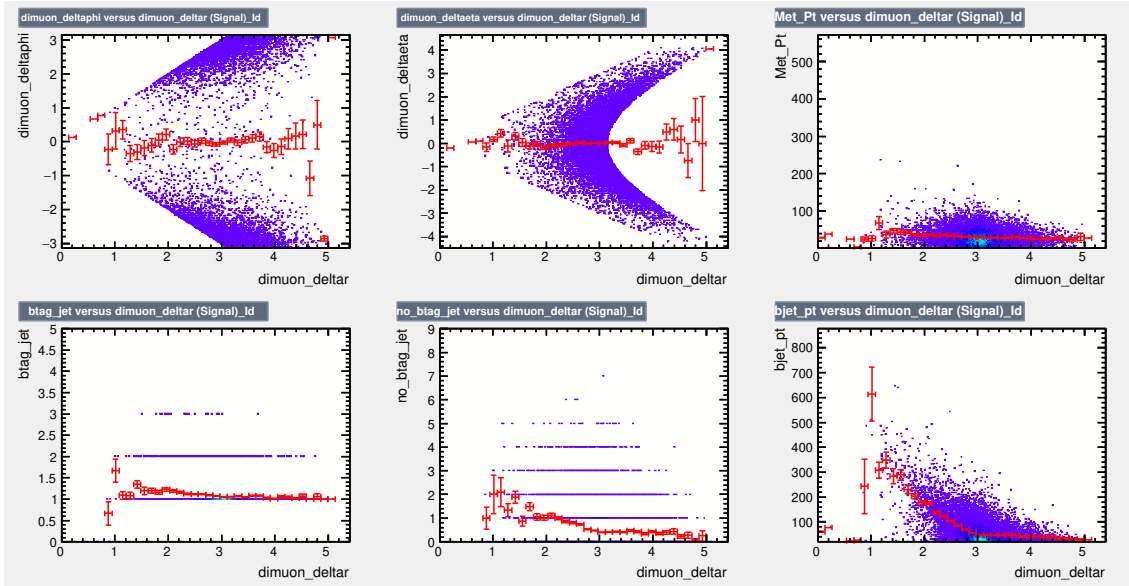 dimuon_deltaphi versus dimuon_deltar (Signal)_Id
dimuon_deltaphi
3
2
1
0
−1
−2
−3
0 1 2 3 4 5
dimuon_deltar
dimuon_deltaeta versus dimuon_deltar (Signal)_Id
dimuon_deltaeta
4
3
2
1
0
−1
−2
−3
−4
0 1 2 3 4 5
dimuon_deltar
Met_Pt versus dimuon_deltar (Signal)_Id
Met_Pt
500
400
300
200
100
0 1 2 3 4 5
dimuon_deltar
btag_jet versus dimuon_deltar (Signal)_Id
btag_jet
5
4.5
4
3.5
3
2.5
2
1.5
1
0.5
0
0 1 2 3 4 5
dimuon_deltar
no_btag_jet versus dimuon_deltar (Signal)_Id
no_btag_jet
9
8
7
6
5
4
3
2
1
0
0 1 2 3 4 5
dimuon_deltar
bjet_pt versus dimuon_deltar (Signal)_Id
bjet_pt
800
700
600
500
400
300
200
100
0 1 2 3 4 5
dimuon_deltar